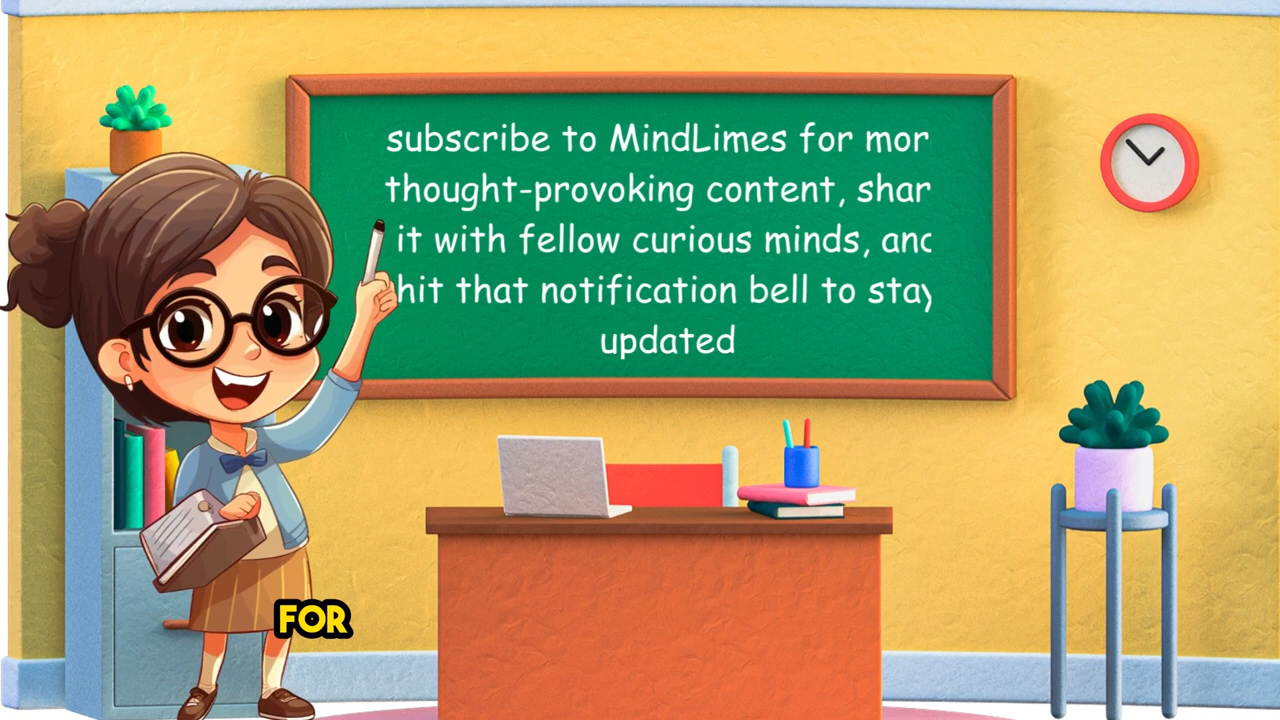 subscribe to MindLimes for mor
thought-provoking content, shar
it with fellow curious minds, and
hit that notification bell to stay
updated
FOR